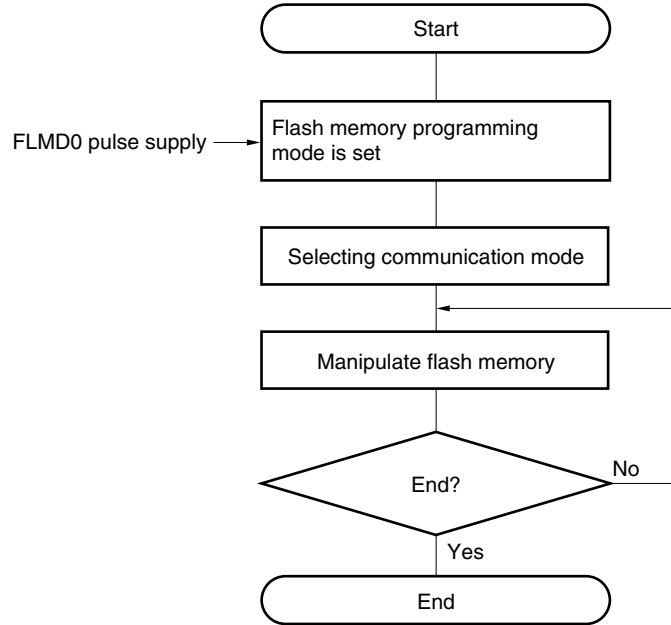 Start
FLMD0 pulse supply
Flash memory programming
mode is set
Selecting communication mode
Manipulate flash memory
End?
No
Yes
End